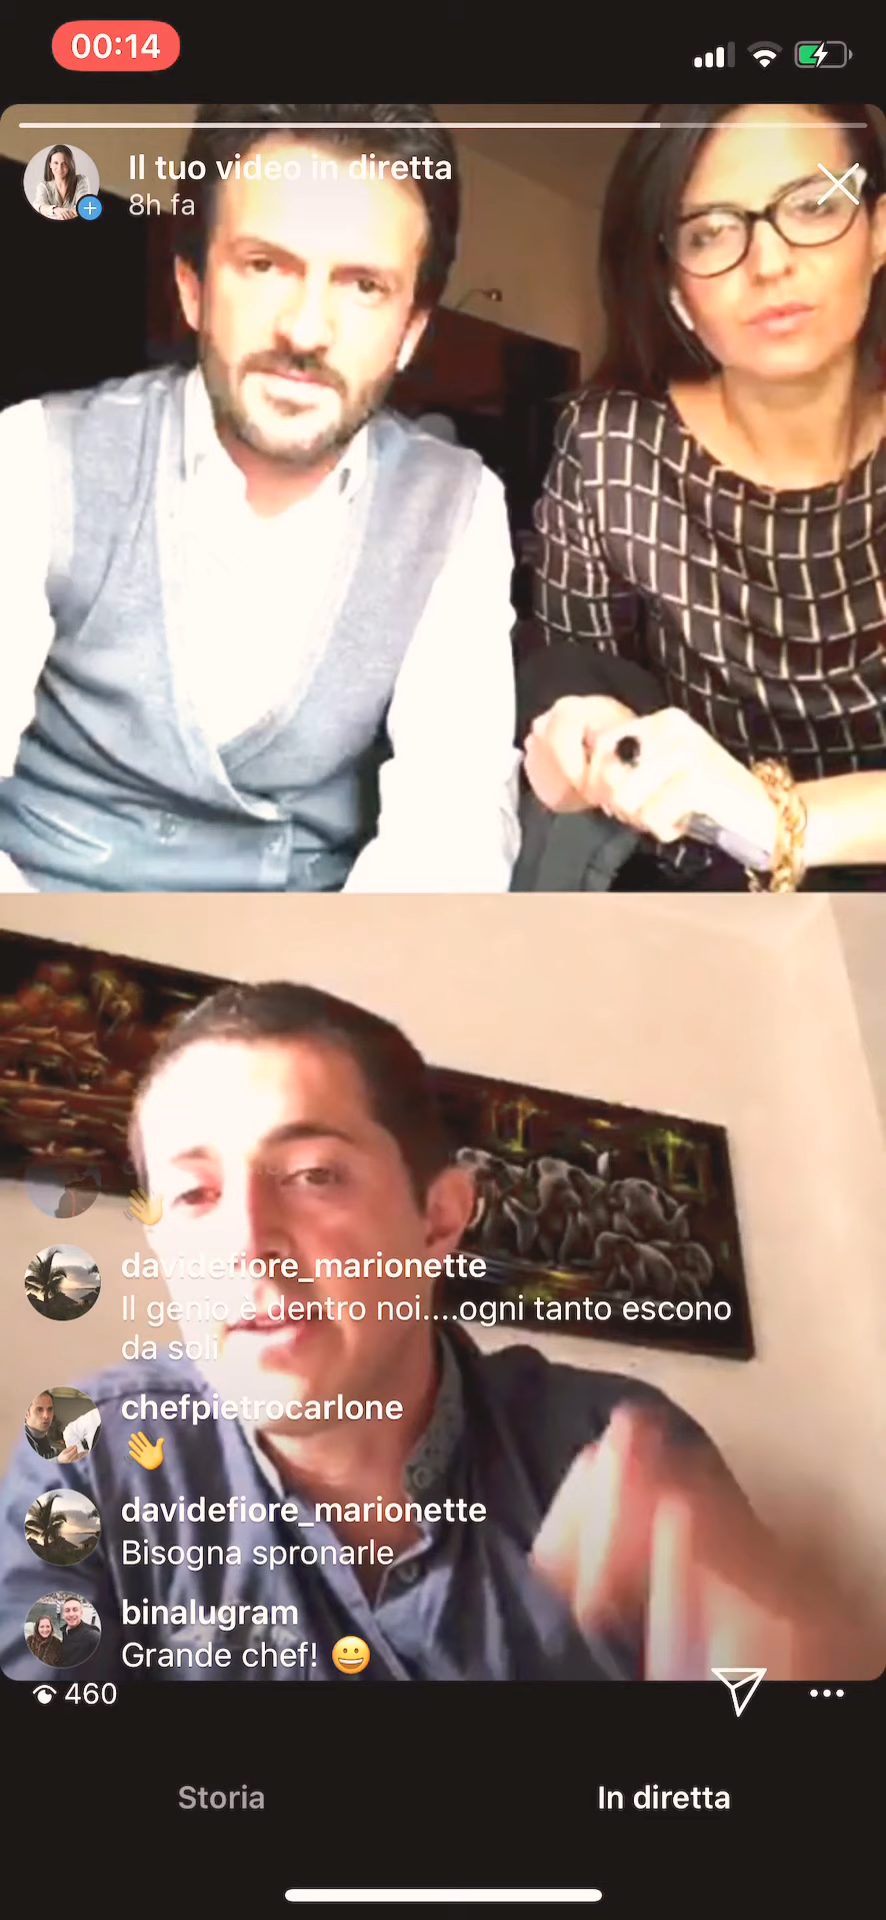 00:14
Il tuo video in diretta
8h fa
👋
davidefiore_marionette
Il genio è dentro noi....ogni tanto escono
da soli
chefpietrocarlone
👋
davidefiore_marionette
Bisogna spronarle
binalugram
Grande chef! 😀
460
Storia
In diretta